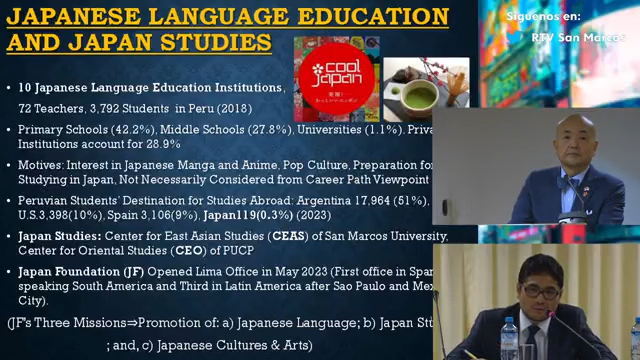 JAPANESE LANGUAGE EDUCATION
AND JAPAN STUDIES
Síguenos en:
RTV San Marcos
cool
japan
• 10 Japanese Language Education Institutions,
72 Teachers, 3,792 Students in Peru (2018)
• Primary Schools (42.2%), Middle Schools (27.8%), Universities (1.1%). Priva
Institutions account for 28.9%
• Motives: Interest in Japanese Manga and Anime, Pop Culture, Preparation for
Studying in Japan, Not Necessarily Considered from Career Path Viewpoint
• Peruvian Students' Destination for Studies Abroad: Argentina 17,964 (51%),
U.S.3,398(10%), Spain 3,106(9%), Japan119(0.3%) (2023)
• Japan Studies: Center for East Asian Studies (CEAS) of San Marcos University,
Center for Oriental Studies (CEO) of PUCP
• Japan Foundation (JF) Opened Lima Office in May 2023 (First office in Span
speaking South America and Third in Latin America after Sao Paulo and Mex
City).
(JF's Three Missions⇒Promotion of: a) Japanese Language; b) Japan Stu
; and, c) Japanese Cultures & Arts)